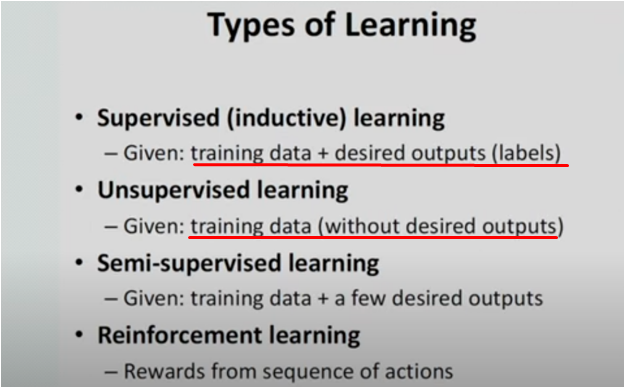 Types of Learning
• Supervised (inductive) learning
– Given: training data + desired outputs (labels)
• Unsupervised learning
– Given: training data (without desired outputs)
• Semi-supervised learning
– Given: training data + a few desired outputs
• Reinforcement learning
– Rewards from sequence of actions